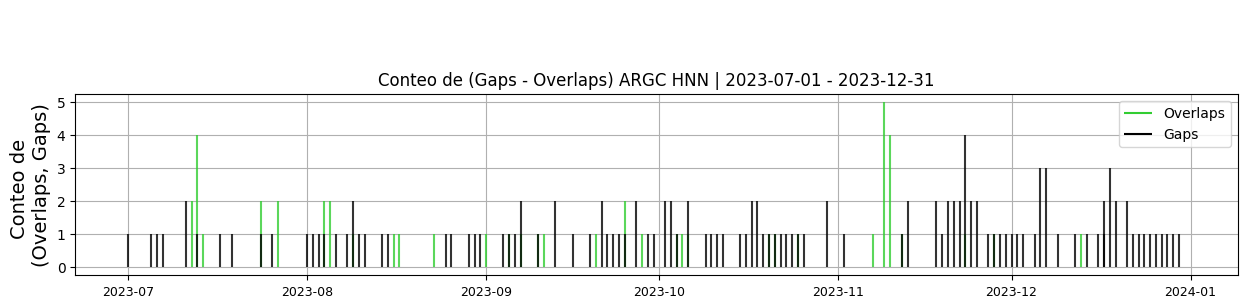 Conteo de (Gaps - Overlaps) ARGC HNN | 2023-07-01 - 2023-12-31
Conteo de
(Overlaps, Gaps)
5
4
3
2
1
0
Overlaps
Gaps
2023-07
2023-08
2023-09
2023-10
2023-11
2023-12
2024-01